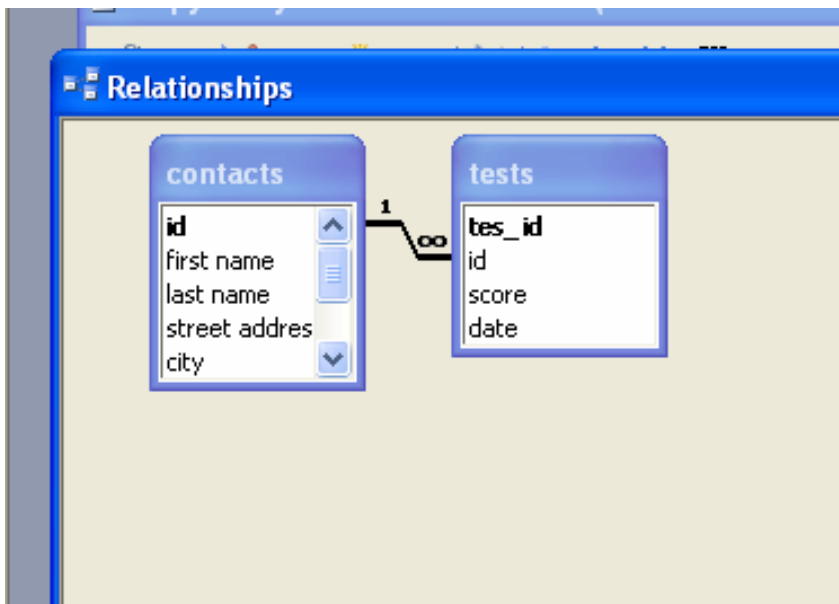 Relationships
contacts
id
first name
last name
street addres
city
1
∞
tests
tes_id
id
score
date